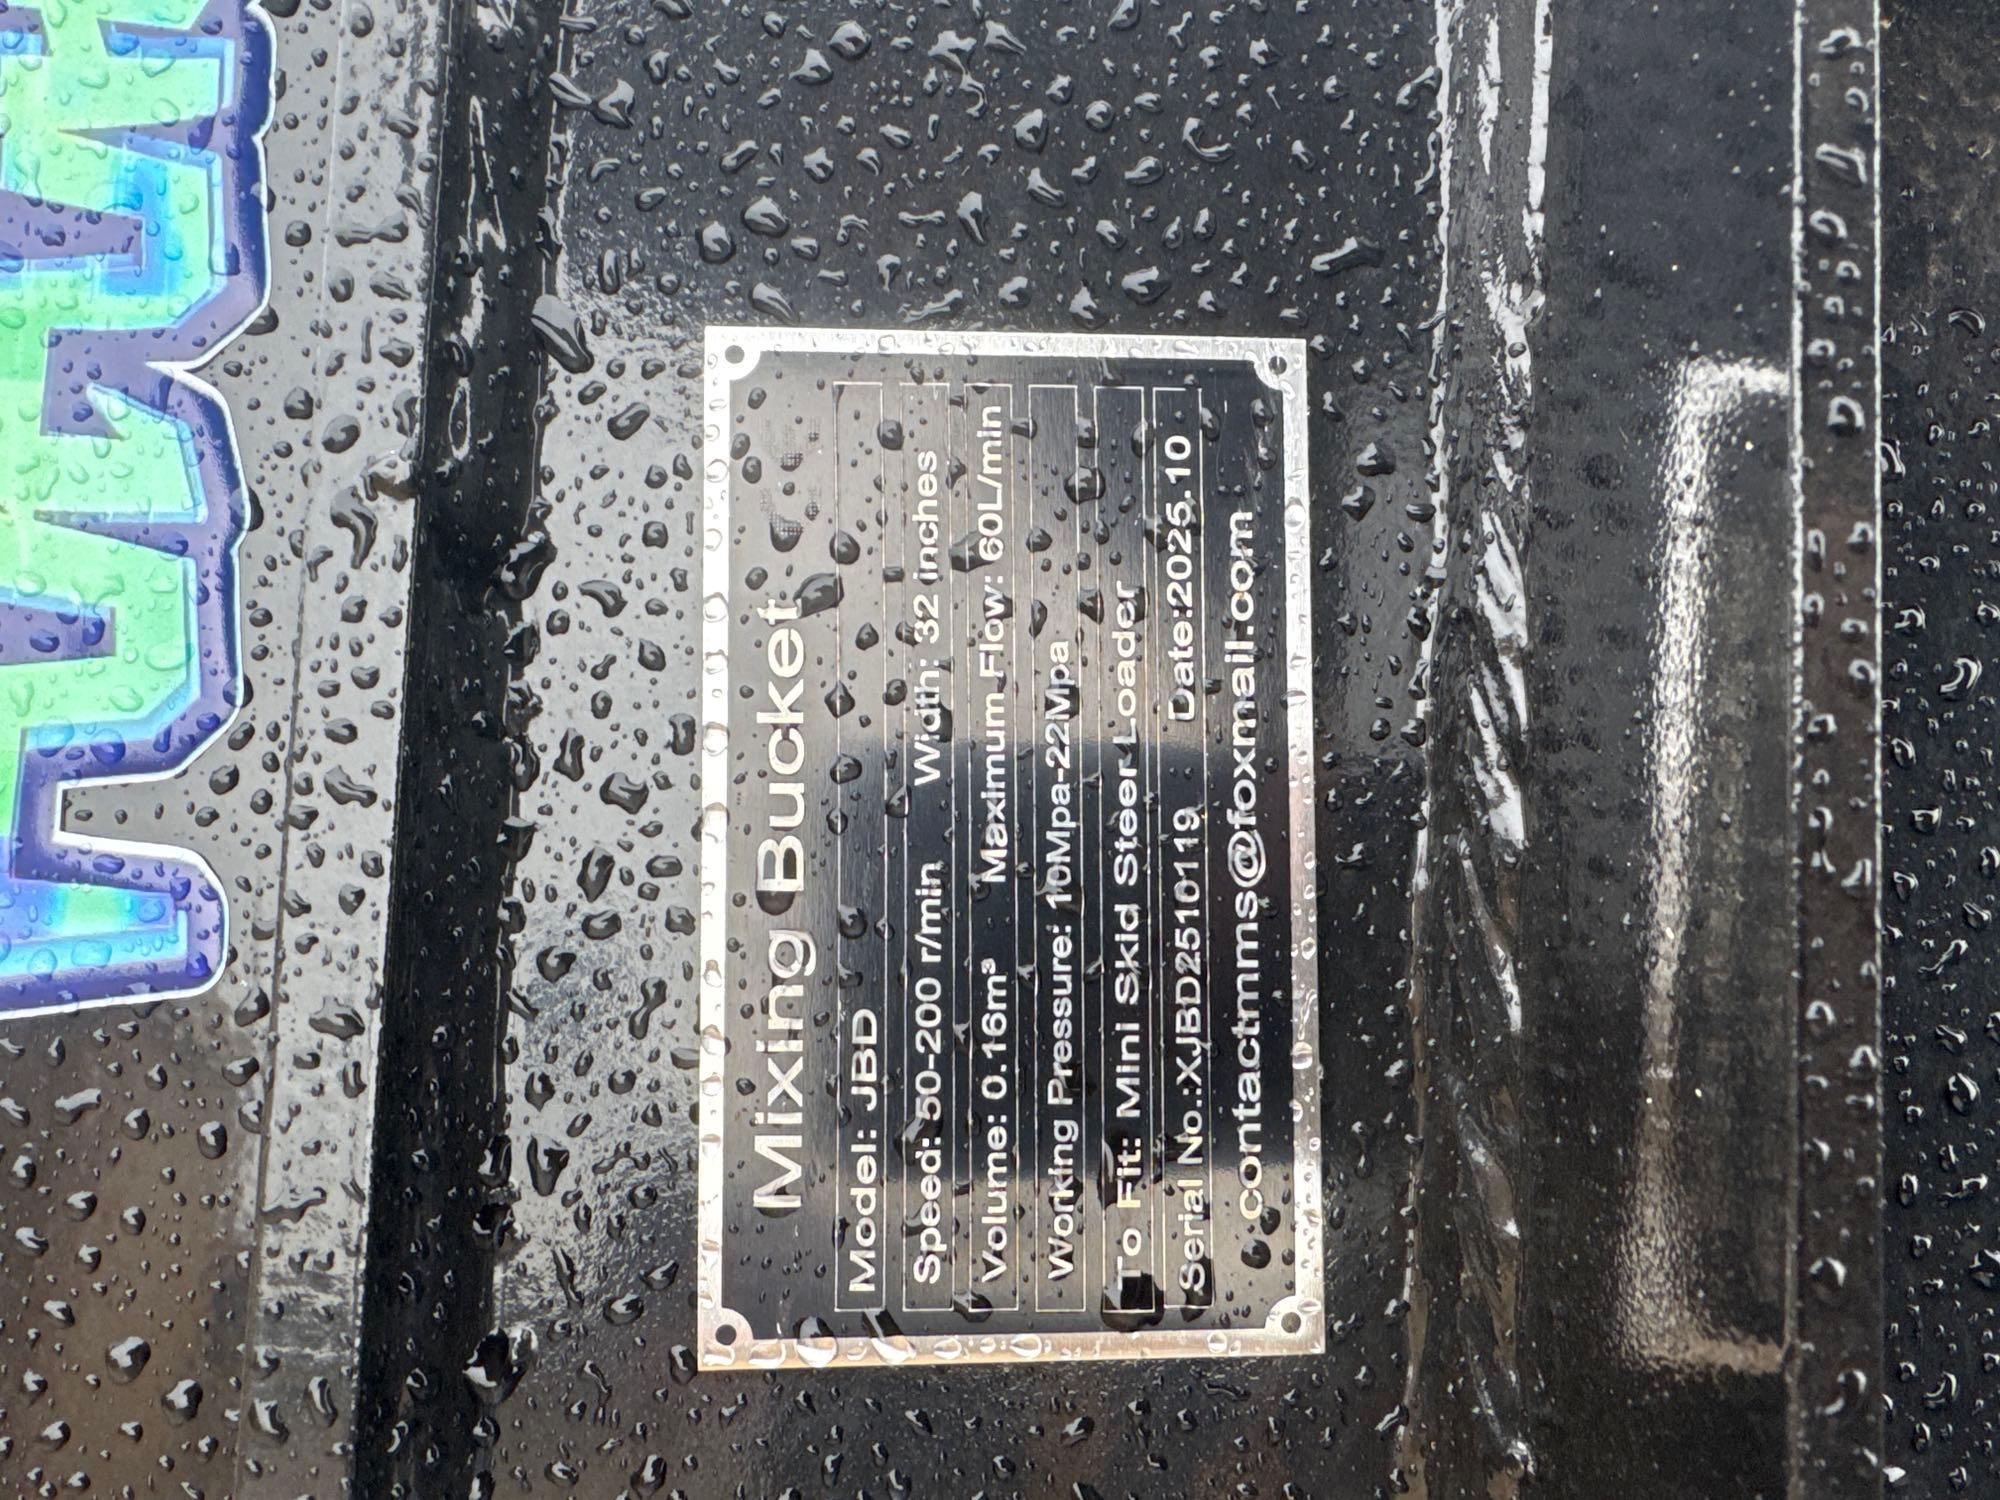 Mixing Bucket
Model: JBD
Speed: 50-200 r/min Width: 32 inches
Volume: 0.16m³ Maximum Flow: 60L/min
Working Pressure: 10Mpa-22Mpa
To Fit: Mini Skid Steer Loader
Serial No.:XJBD2510119 Date:2025.10
contactmms@foxmail.com